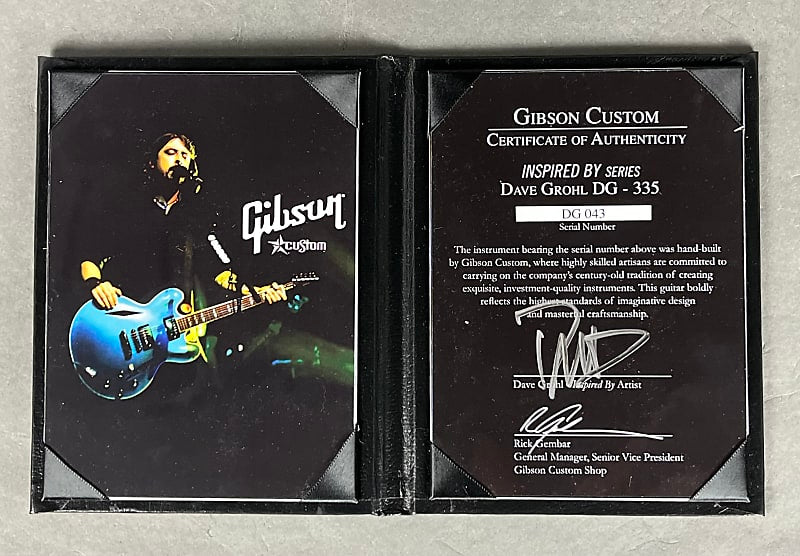 Gibson
custom
GIBSON CUSTOM
CERTIFICATE OF AUTHENTICITY
INSPIRED BY SERIES
DAVE GROHL DG - 335
DG 043
Serial Number
The instrument bearing the serial number above was hand-built
by Gibson Custom, where highly skilled artisans are committed to
carrying on the company's century-old tradition of creating
exquisite, investment-quality instruments. This guitar boldly
reflects the highest standards of imaginative design
and masterful craftsmanship.
Dave Grohl Inspired By Artist
Rick Gembar
General Manager, Senior Vice President
Gibson Custom Shop